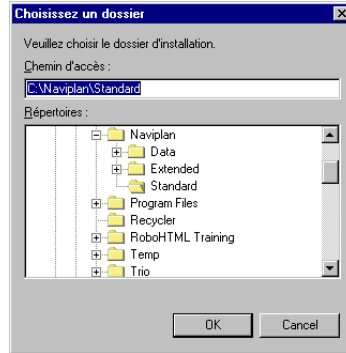 Choisissez un dossier
Veuillez choisir le dossier d'installation.
Chemin d'accès :
C:\Naviplan\Standard
Répertoires :
Naviplan
Data
Extended
Standard
Program Files
Recycler
RoboHTML Training
Temp
Trio
OK
Cancel